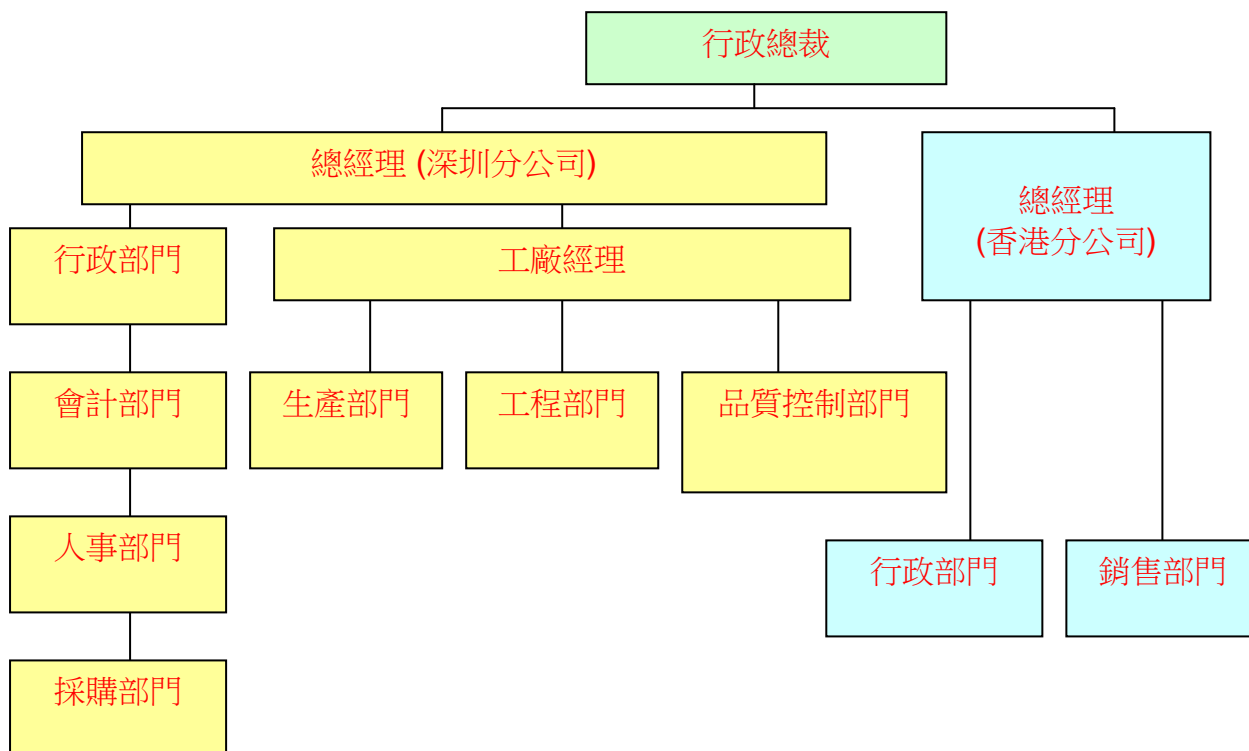 行政總裁
總經理 (深圳分公司)
總經理
(香港分公司)
行政部門
工廠經理
會計部門
生產部門
工程部門
品質控制部門
人事部門
行政部門
銷售部門
採購部門